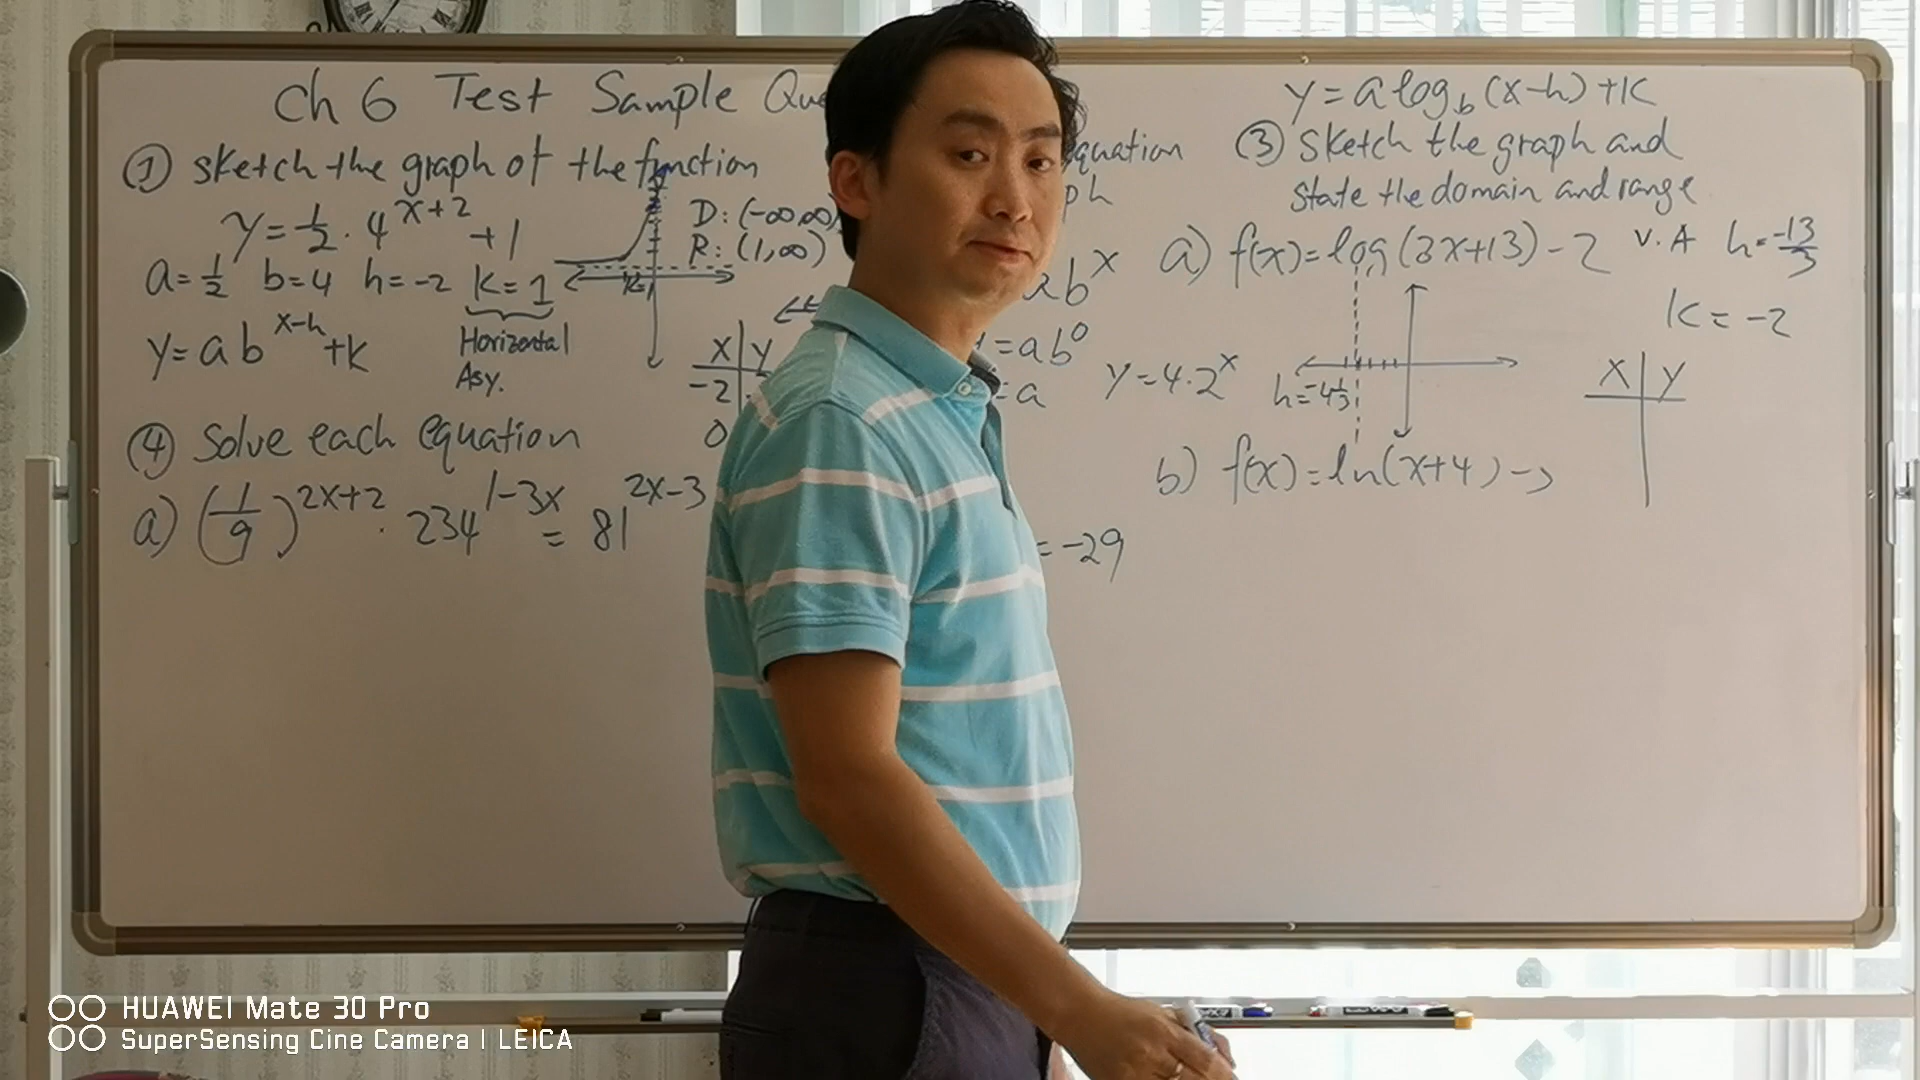 Ch 6 Test Sample
① sketch the graph of the function
y = 1/2 · 4^(x+2) + 1
D: (-∞,∞)
R: (1,∞)
a = 1/2 b = 4 h = -2 k = 1
Horizontal
Asy.
y = ab^(x-h) + k
x | y
-2
0
④ Solve each equation
a) (1/9)^(2x+2) · 234^(1-3x) = 81^(2x-3)
= -29
b^x
= ab^0
= a
y = 4·2^x
y = a log_b (x-h) + k
③ sketch the graph and
state the domain and range
a) f(x) = log (3x+13) - 2 V.A h = -13/3
k = -2
h = -4 1/3
x | y
b) f(x) = ln(x+4) -
HUAWEI Mate 30 Pro
SuperSensing Cine Camera | LEICA